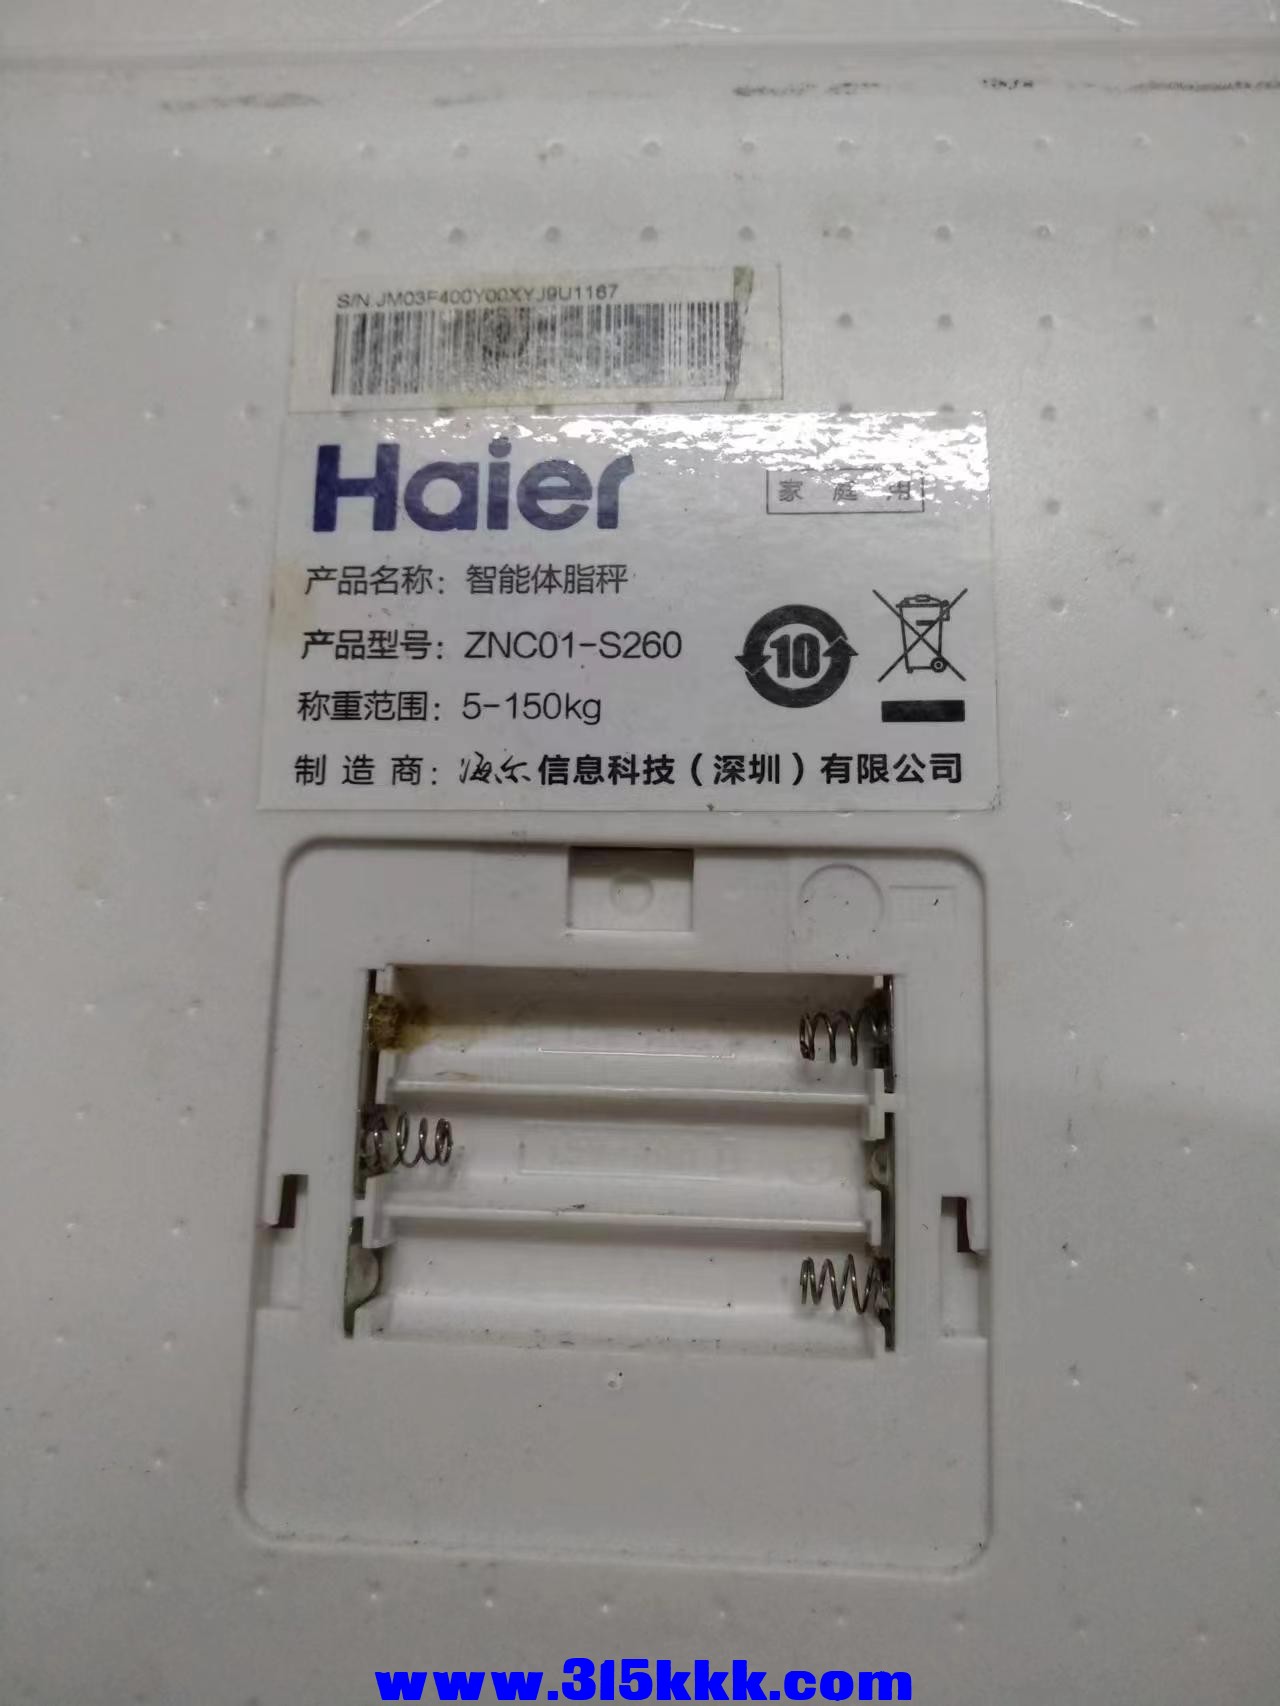 S/N JM03F400Y00XYJ9U1167
Haier
家 庭 用
产品名称：智能体脂秤
产品型号：ZNC01-S260
10
称重范围：5-150kg
制 造 商：海尔信息科技（深圳）有限公司
www.315kkk.com